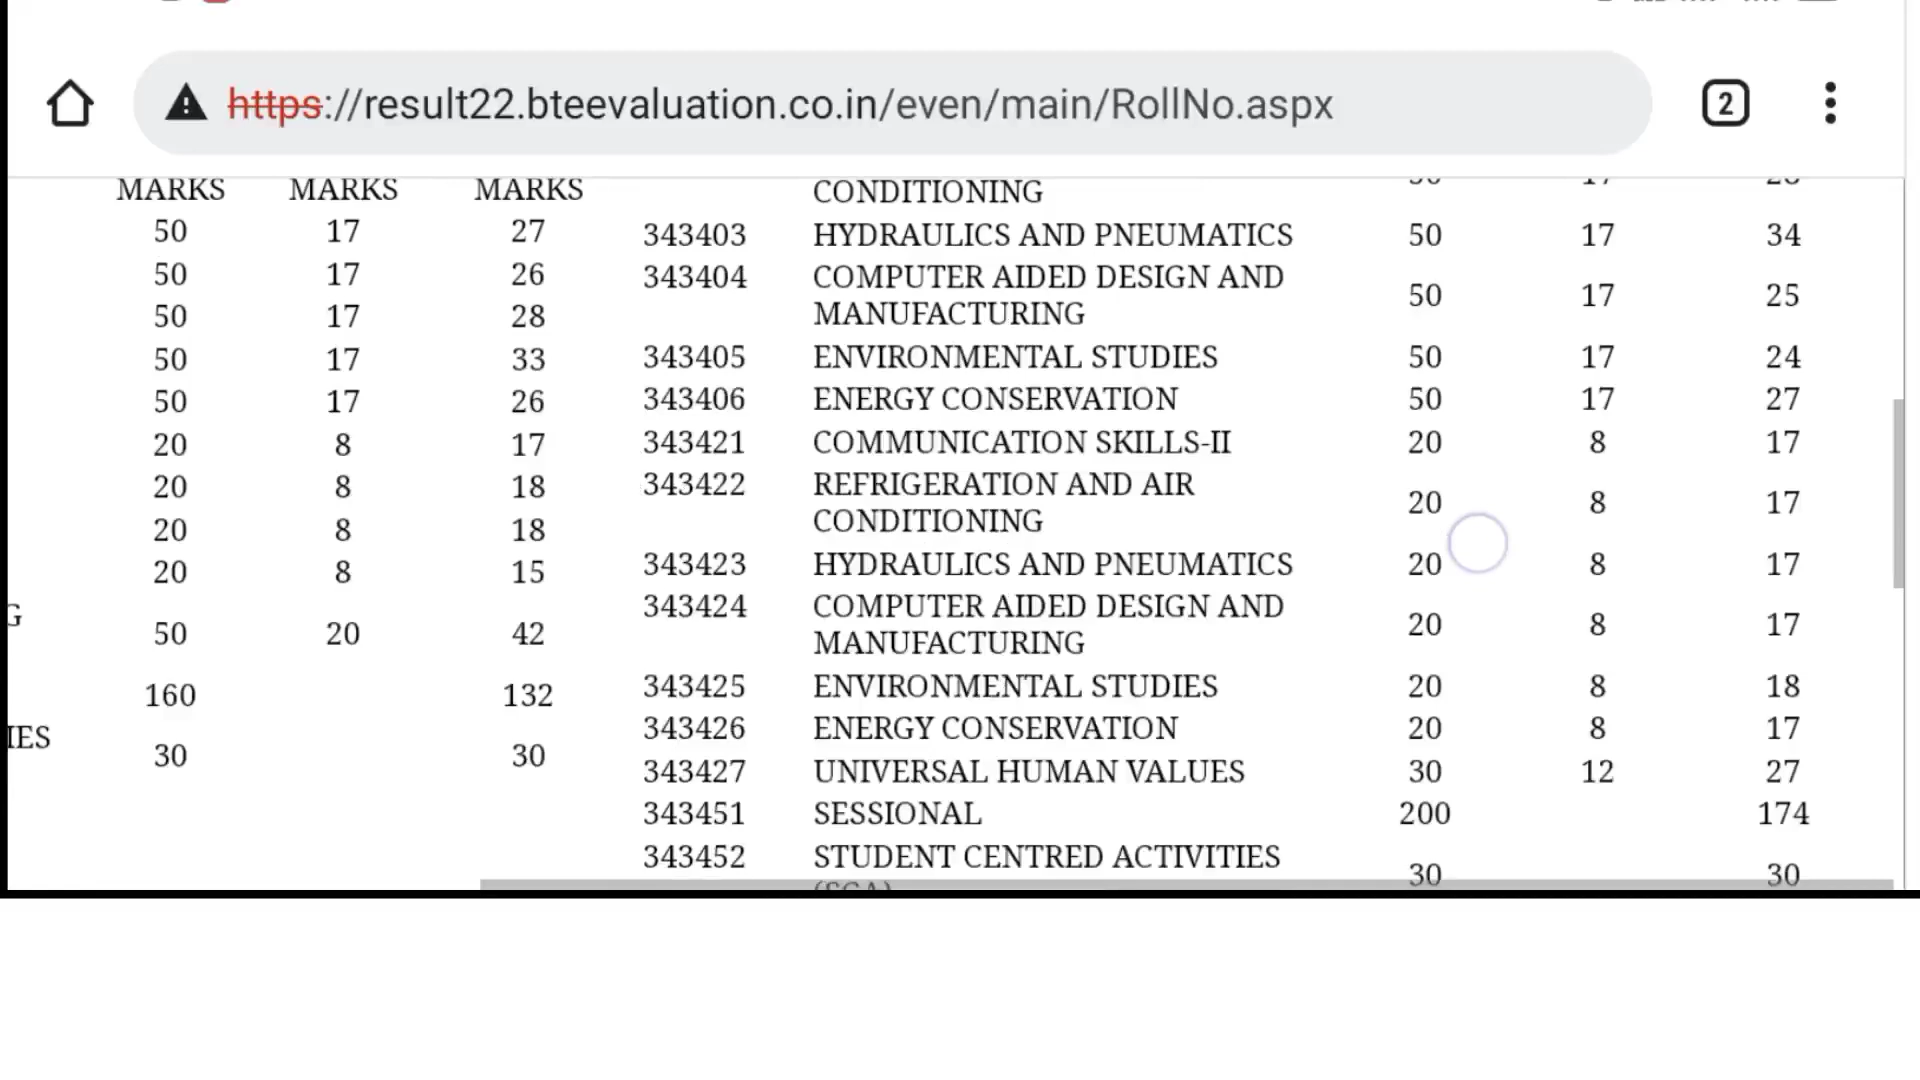 https://result22.bteevaluation.co.in/even/main/RollNo.aspx 2
MARKS MARKS MARKS
50 17 27
50 17 26
50 17 28
50 17 33
50 17 26
20 8 17
20 8 18
20 8 18
20 8 15
G 50 20 42
160 132
IES 30 30
CONDITIONING
343403 HYDRAULICS AND PNEUMATICS 50 17 34
343404 COMPUTER AIDED DESIGN AND
MANUFACTURING 50 17 25
343405 ENVIRONMENTAL STUDIES 50 17 24
343406 ENERGY CONSERVATION 50 17 27
343421 COMMUNICATION SKILLS-II 20 8 17
343422 REFRIGERATION AND AIR
CONDITIONING 20 8 17
343423 HYDRAULICS AND PNEUMATICS 20 8 17
343424 COMPUTER AIDED DESIGN AND
MANUFACTURING 20 8 17
343425 ENVIRONMENTAL STUDIES 20 8 18
343426 ENERGY CONSERVATION 20 8 17
343427 UNIVERSAL HUMAN VALUES 30 12 27
343451 SESSIONAL 200 174
343452 STUDENT CENTRED ACTIVITIES
30 30